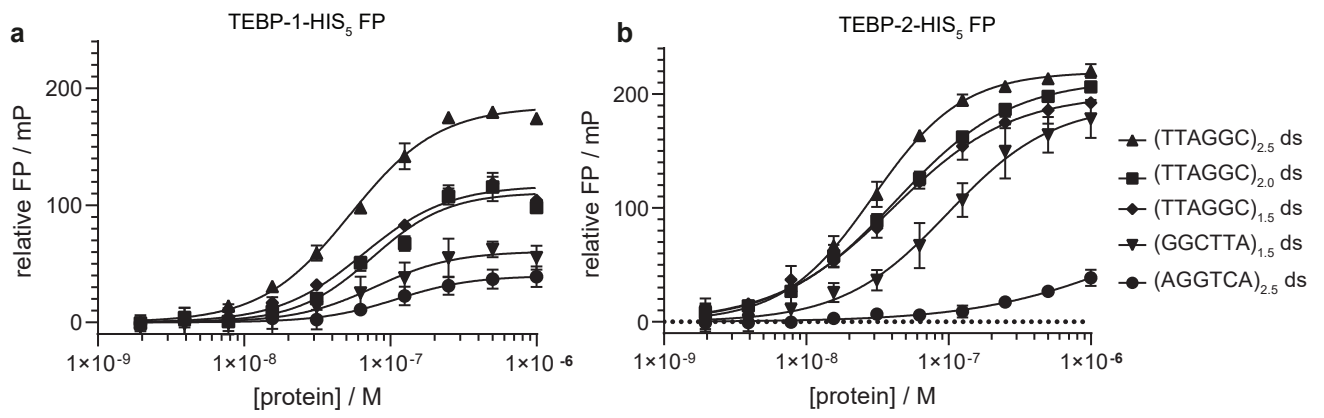 a
TEBP-1-HIS5 FP
200
100
0
relative FP / mP
1×10-9
1×10-8
1×10-7
1×10-6
[protein] / M
b
TEBP-2-HIS5 FP
200
100
0
relative FP / mP
1×10-9
1×10-8
1×10-7
1×10-6
[protein] / M
(TTAGGC)2.5 ds
(TTAGGC)2.0 ds
(TTAGGC)1.5 ds
(GGCTTA)1.5 ds
(AGGTCA)2.5 ds